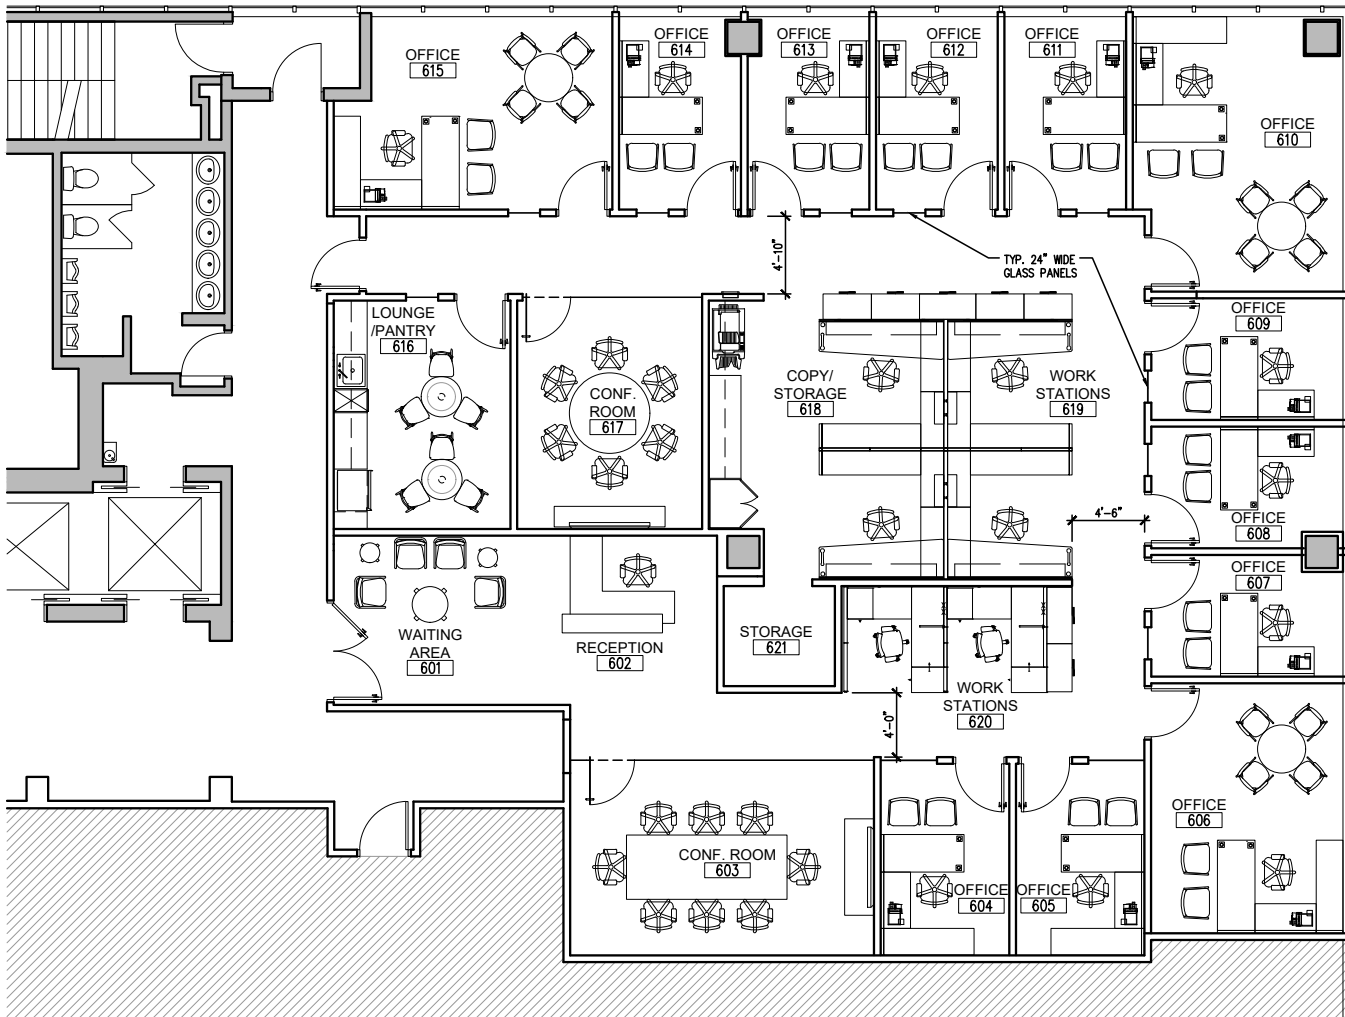 OFFICE
615
OFFICE
614
OFFICE
613
OFFICE
612
OFFICE
611
OFFICE
610
4'-10"
TYP. 24" WIDE
GLASS PANELS
LOUNGE
/PANTRY
616
CONF.
ROOM
617
COPY/
STORAGE
618
WORK
STATIONS
619
OFFICE
609
4'-6"
OFFICE
608
OFFICE
607
WAITING
AREA
601
RECEPTION
602
STORAGE
621
WORK
STATIONS
620
4'-0"
OFFICE
606
CONF. ROOM
603
OFFICE
604
OFFICE
605